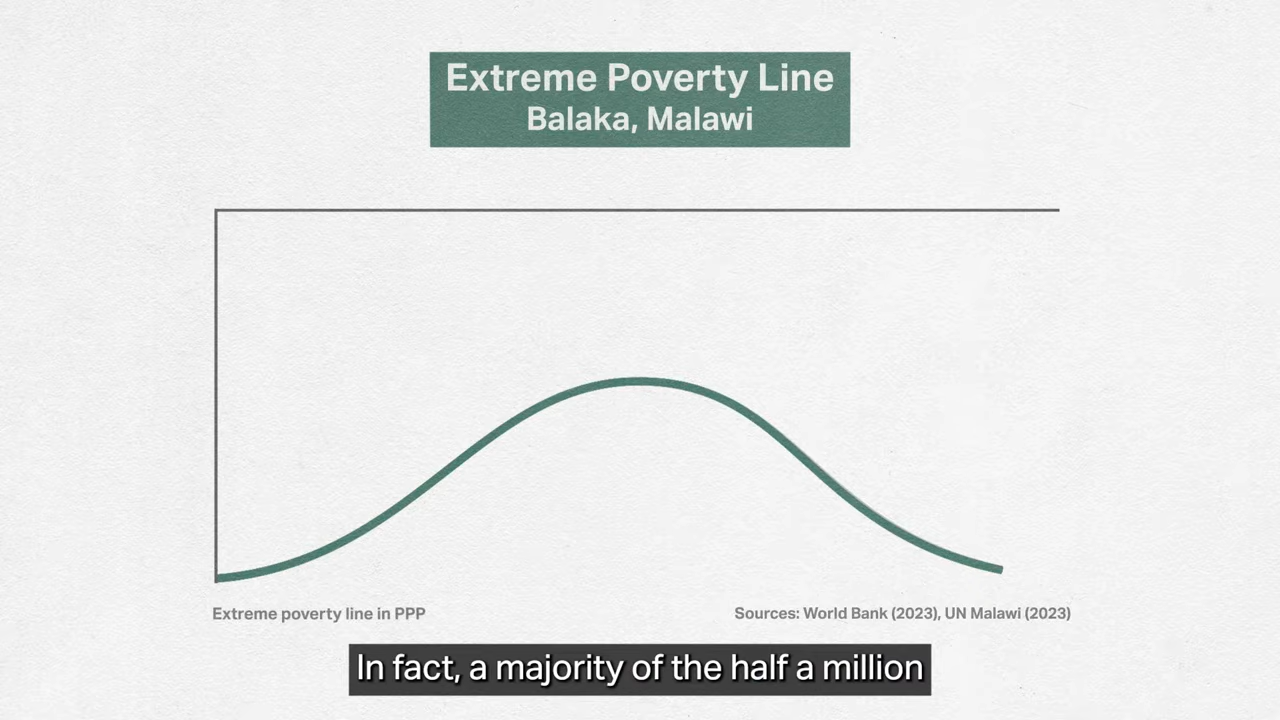 Extreme Poverty Line
Balaka, Malawi
Extreme poverty line in PPP
Sources: World Bank (2023), UN Malawi (2023)
In fact, a majority of the half a million